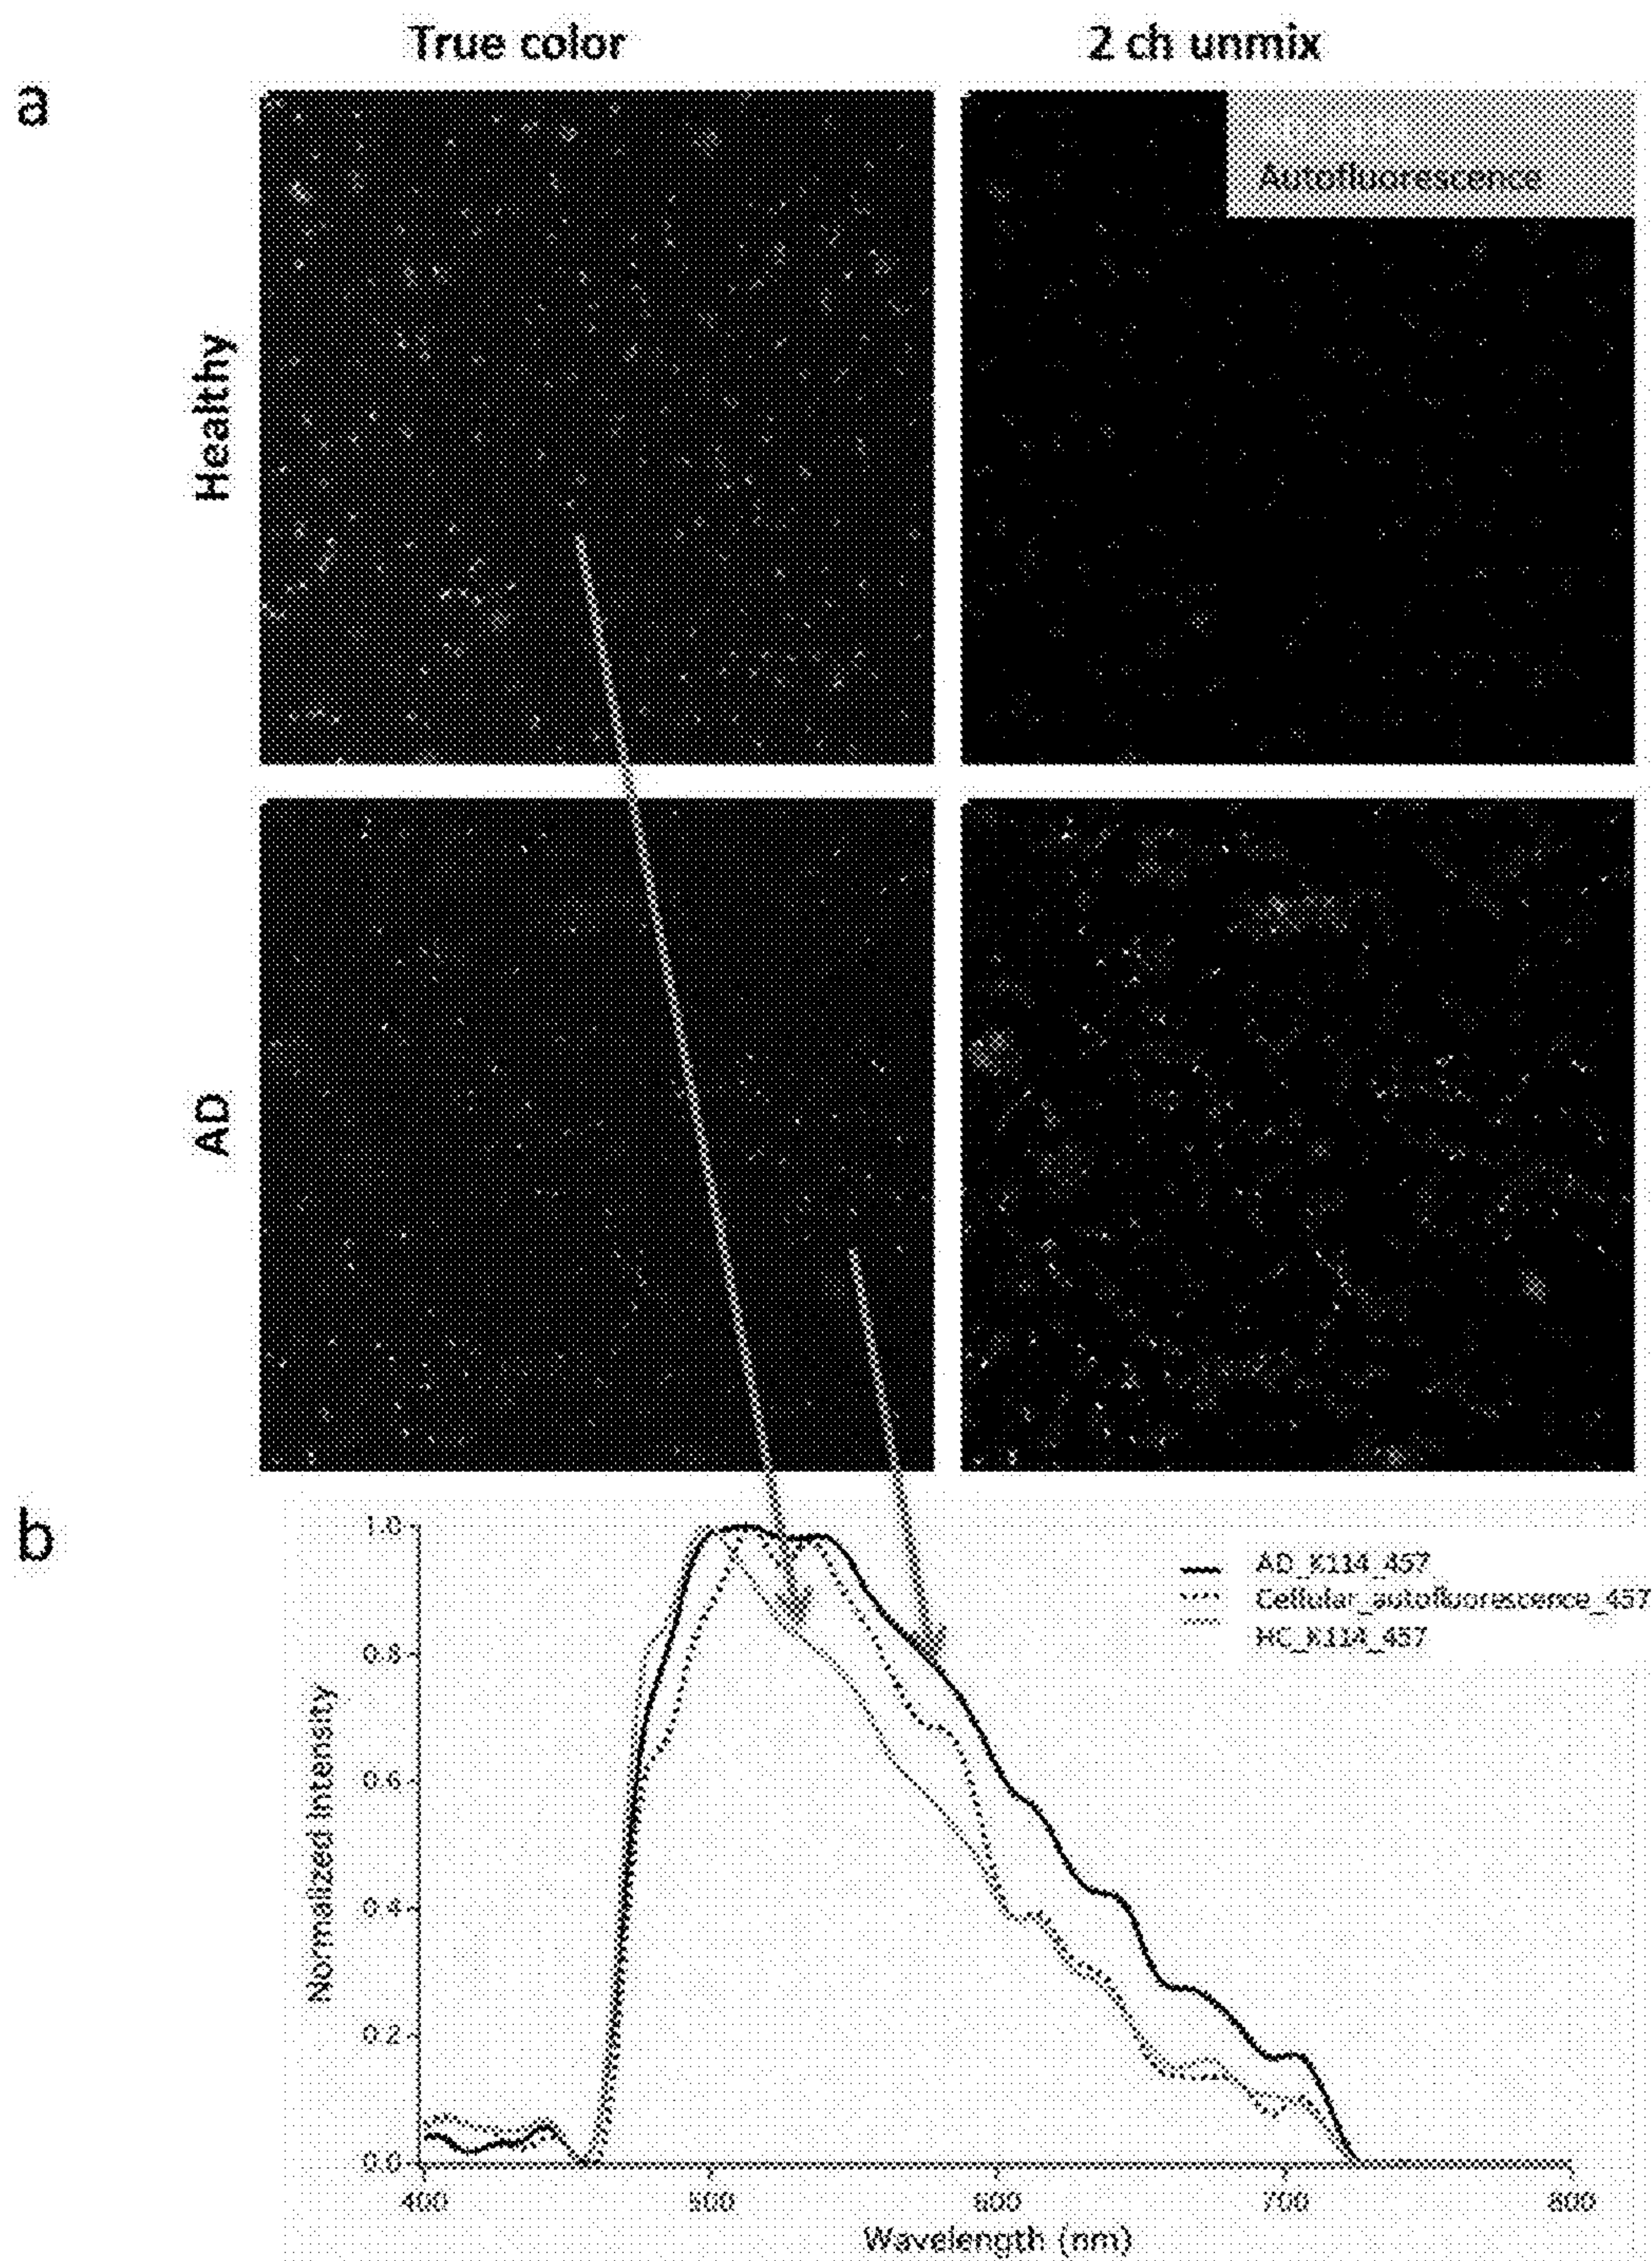 True color
2 ch unmix
a
Autofluorescence
Healthy
AD
b
1.0
0.8
0.6
0.4
0.2
0.0
Normalized intensity
AD_K114_457
Cellular_autofluorescence_457
HC_K11A_457
400
500
600
700
800
Wavelength (nm)